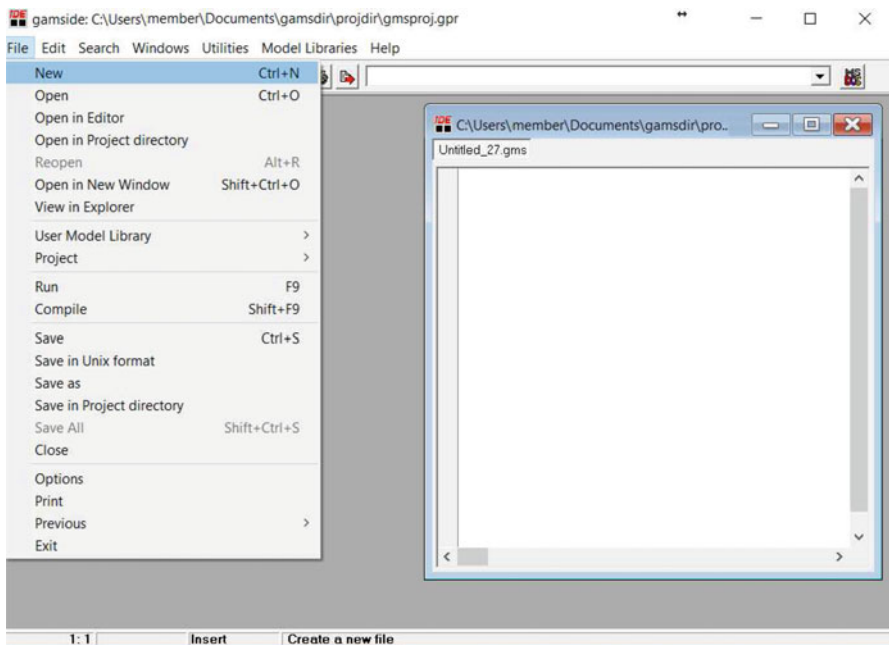 IDE gamside: C:\Users\member\Documents\gamsdir\projdir\gmsproj.gpr
File Edit Search Windows Utilities Model Libraries Help
New Ctrl+N
Open Ctrl+O
Open in Editor
Open in Project directory
Reopen Alt+R
Open in New Window Shift+Ctrl+O
View in Explorer
User Model Library >
Project >
Run F9
Compile Shift+F9
Save Ctrl+S
Save in Unix format
Save as
Save in Project directory
Save All Shift+Ctrl+S
Close
Options
Print
Previous >
Exit
MS DOS
IDE C:\Users\member\Documents\gamsdir\pro..
Untitled_27.gms
1: 1 Insert Create a new file